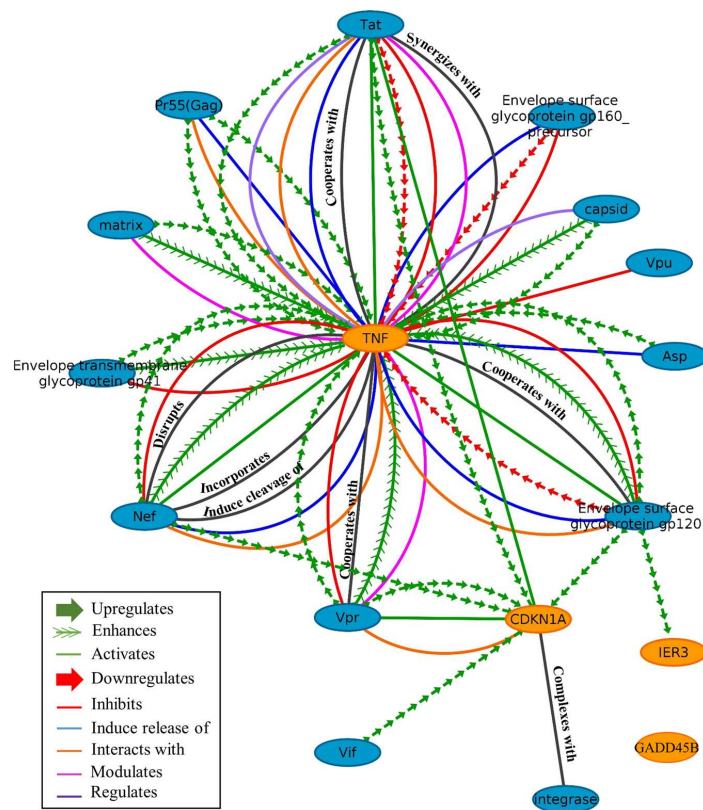 Tat
Synergizes with
Pr55(Gag)
Envelope surface
glycoprotein gp160_
precursor
Cooperates with
capsid
matrix
Vpu
TNF
Asp
Envelope transmembrane
glycoprotein gp41
Cooperates with
Disrupts
Incorporates
Induce cleavage of
Nef
Envelope surface
glycoprotein gp120
Cooperates with
Vpr
CDKN1A
IER3
Complexes with
Vif
GADD45B
integrase
Upregulates
Enhances
Activates
Downregulates
Inhibits
Induce release of
Interacts with
Modulates
Regulates